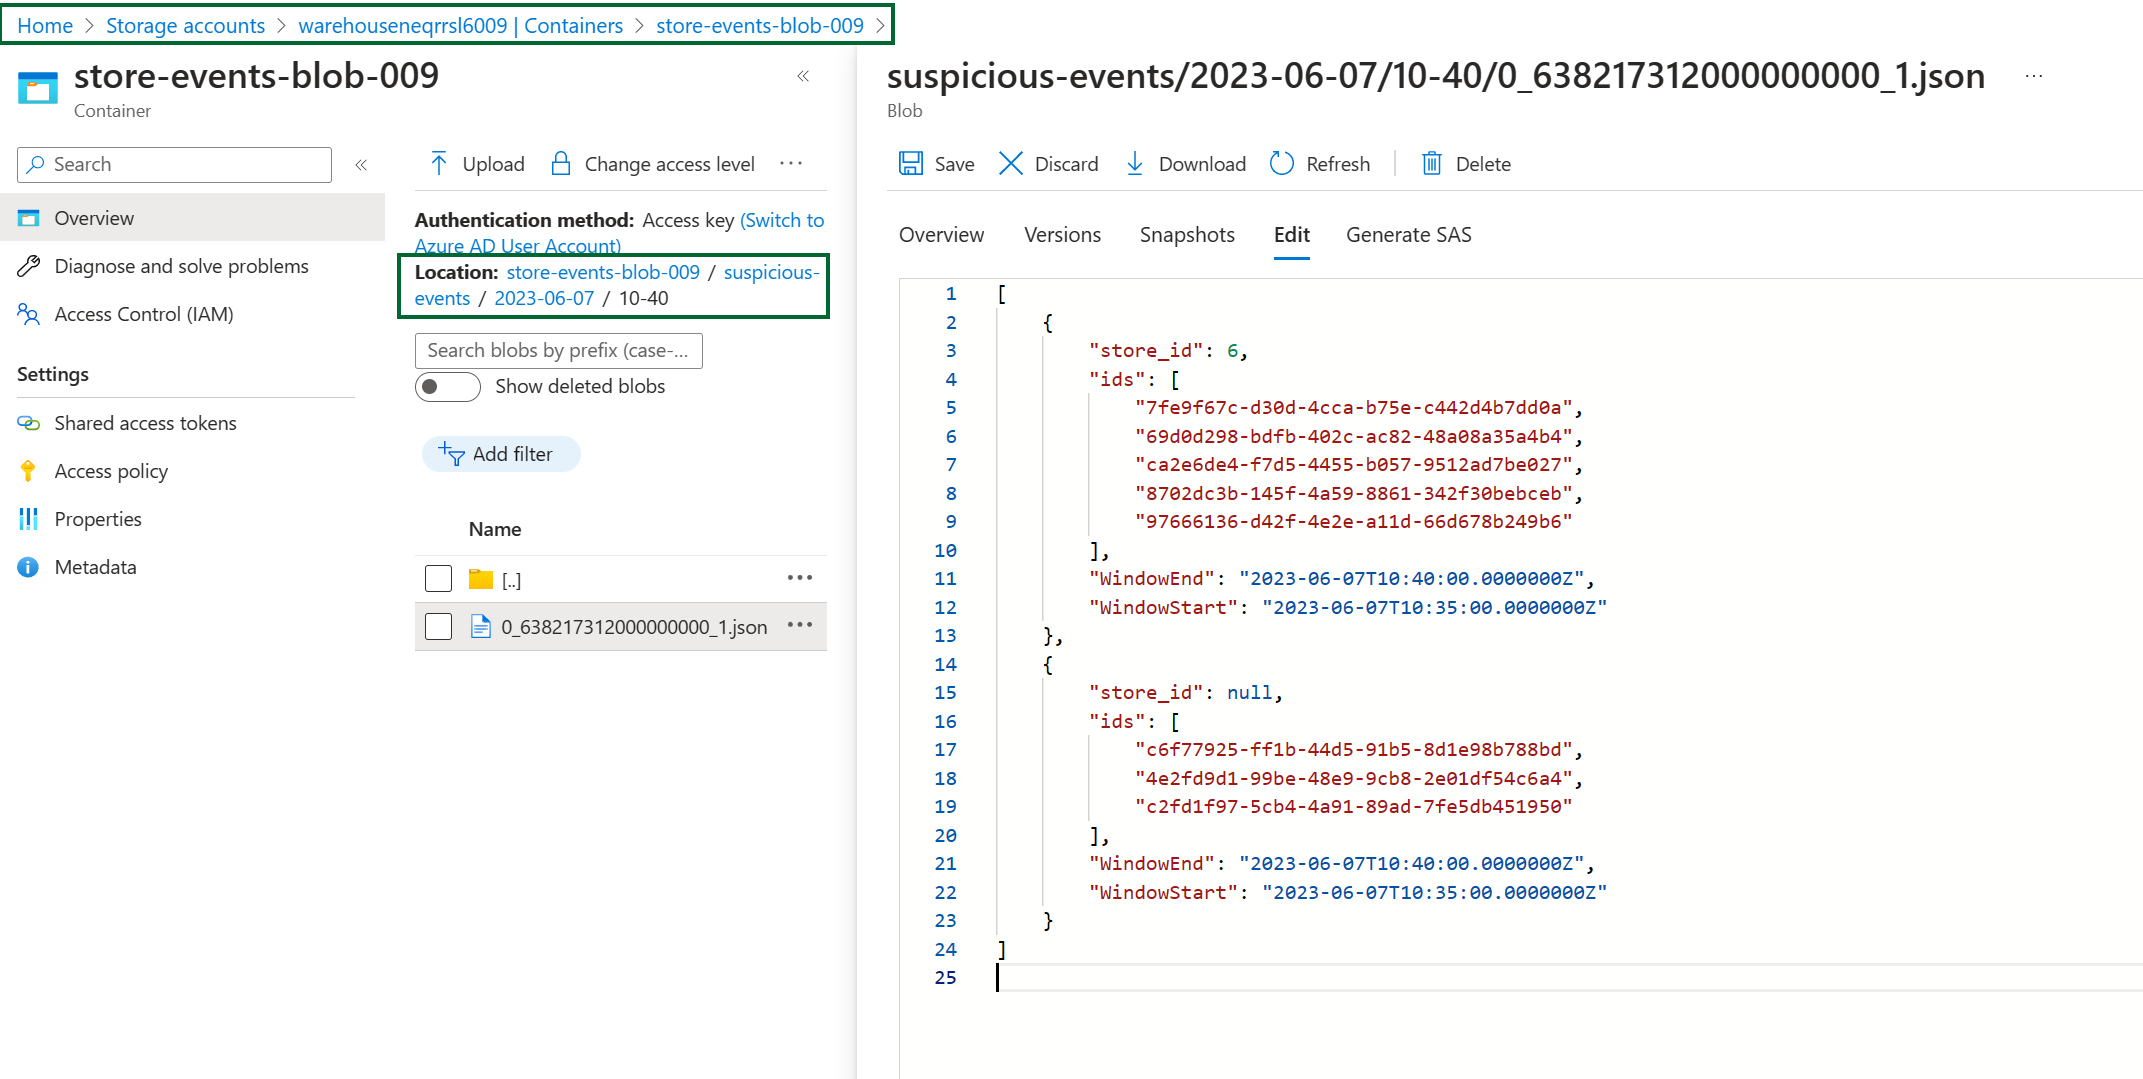 Home > Storage accounts > warehouseneqrrsl6009 | Containers > store-events-blob-009 >
store-events-blob-009
Container
«
Search
«
Overview
Diagnose and solve problems
Access Control (IAM)
Settings
Shared access tokens
Access policy
Properties
Metadata
Upload Change access level ...
Authentication method: Access key (Switch to
Azure AD User Account)
Location: store-events-blob-009 / suspicious-
events / 2023-06-07 / 10-40
Search blobs by prefix (case-...
Show deleted blobs
Add filter
Name
[..] ...
0_638217312000000000_1.json ...
suspicious-events/2023-06-07/10-40/0_638217312000000000_1.json ...
Blob
Save Discard Download Refresh Delete
Overview Versions Snapshots Edit Generate SAS
1 [
2 {
3 "store_id": 6,
4 "ids": [
5 "7fe9f67c-d30d-4cca-b75e-c442d4b7dd0a",
6 "69d0d298-bdfb-402c-ac82-48a08a35a4b4",
7 "ca2e6de4-f7d5-4455-b057-9512ad7be027",
8 "8702dc3b-145f-4a59-8861-342f30bebceb",
9 "97666136-d42f-4e2e-a11d-66d678b249b6"
10 ],
11 "WindowEnd": "2023-06-07T10:40:00.0000000Z",
12 "WindowStart": "2023-06-07T10:35:00.0000000Z"
13 },
14 {
15 "store_id": null,
16 "ids": [
17 "c6f77925-ff1b-44d5-91b5-8d1e98b788bd",
18 "4e2fd9d1-99be-48e9-9cb8-2e01df54c6a4",
19 "c2fd1f97-5cb4-4a91-89ad-7fe5db451950"
20 ],
21 "WindowEnd": "2023-06-07T10:40:00.0000000Z",
22 "WindowStart": "2023-06-07T10:35:00.0000000Z"
23 }
24 ]
25